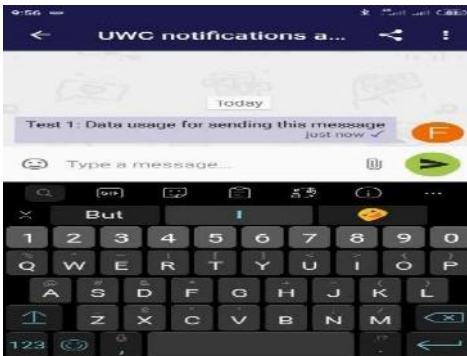 9:56
UWC notifications a...
Today
Test 1: Data usage for sending this message
just now
F
Type a message...
GIF
But I
1 2 3 4 5 6 7 8 9 0
Q W E R T Y U I O P
A S D F G H J K L
Z X C V B N M
123 , .